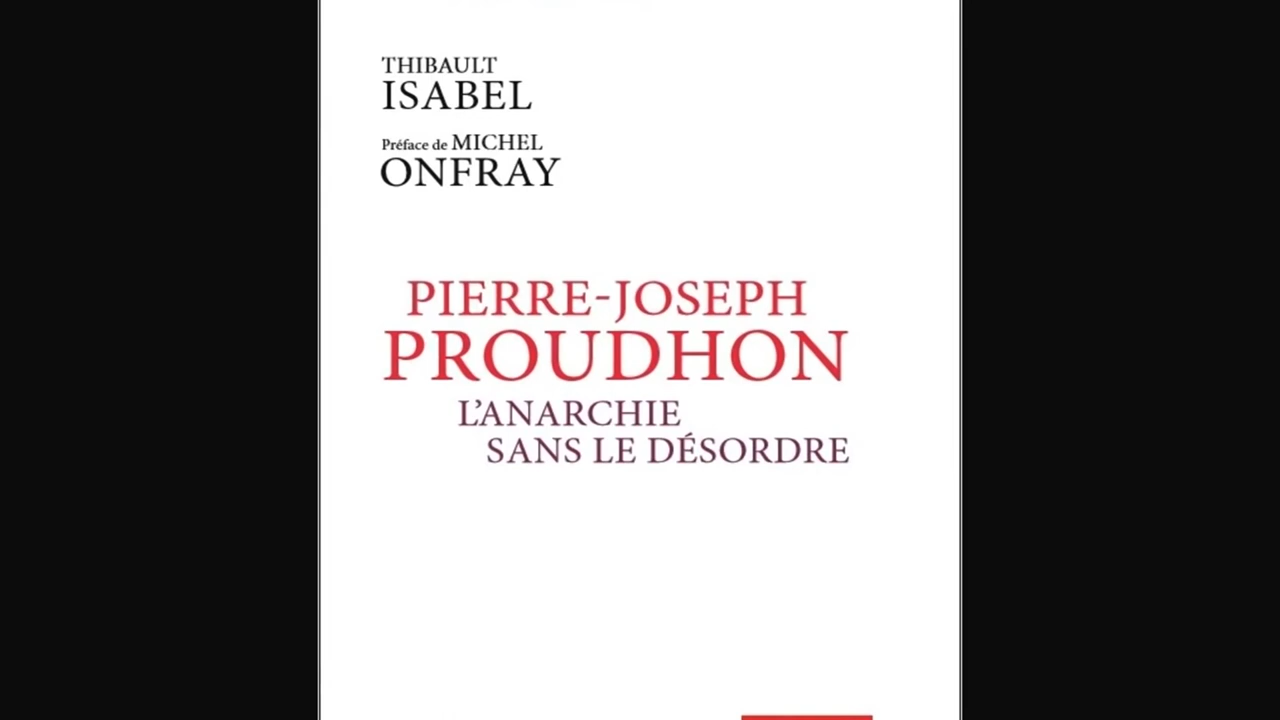 THIBAULT
ISABEL
Préface de MICHEL
ONFRAY
PIERRE-JOSEPH
PROUDHON
L'ANARCHIE
SANS LE DÉSORDRE